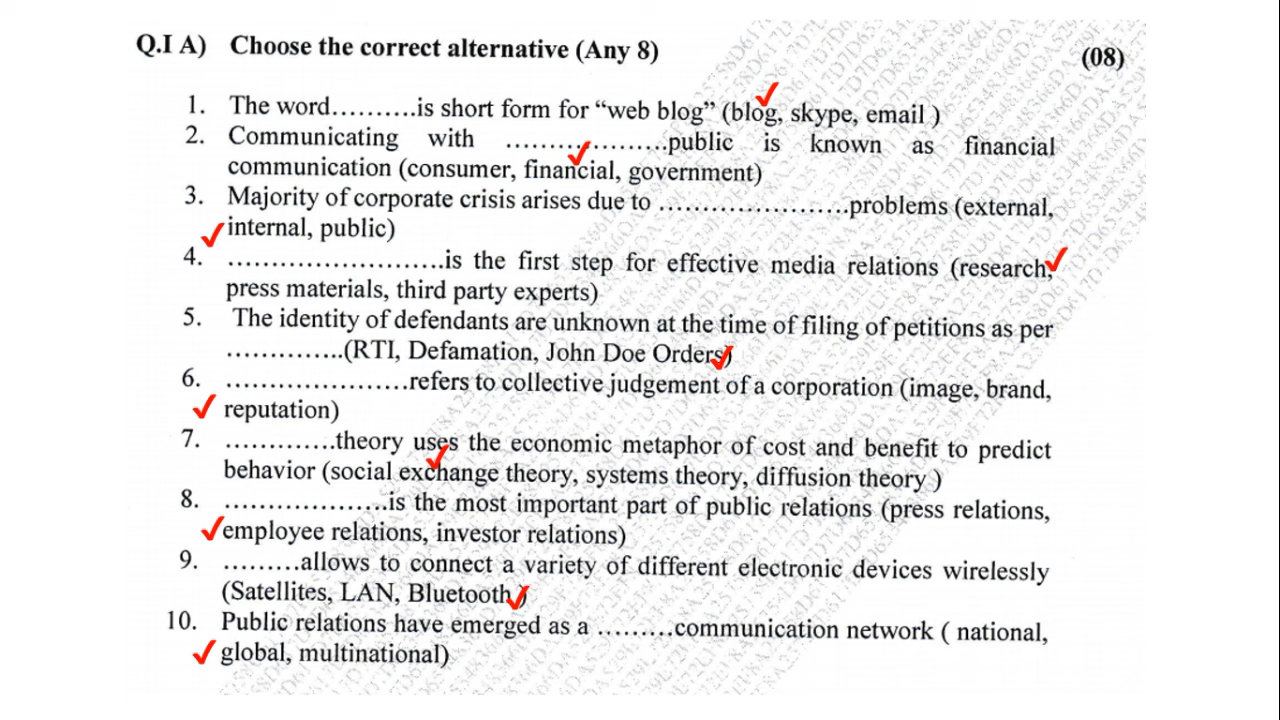 Q.I A) Choose the correct alternative (Any 8) (08)
1. The word..........is short form for “web blog” (blog, skype, email )
2. Communicating with ...................public is known as financial
communication (consumer, financial, government)
3. Majority of corporate crisis arises due to ......................problems (external,
internal, public)
4. .........................is the first step for effective media relations (research,
press materials, third party experts)
5. The identity of defendants are unknown at the time of filing of petitions as per
..............(RTI, Defamation, John Doe Orders)
6. .....................refers to collective judgement of a corporation (image, brand,
reputation)
7. .............theory uses the economic metaphor of cost and benefit to predict
behavior (social exchange theory, systems theory, diffusion theory )
8. ...................is the most important part of public relations (press relations,
employee relations, investor relations)
9. .........allows to connect a variety of different electronic devices wirelessly
(Satellites, LAN, Bluetooth)
10. Public relations have emerged as a .........communication network ( national,
global, multinational)